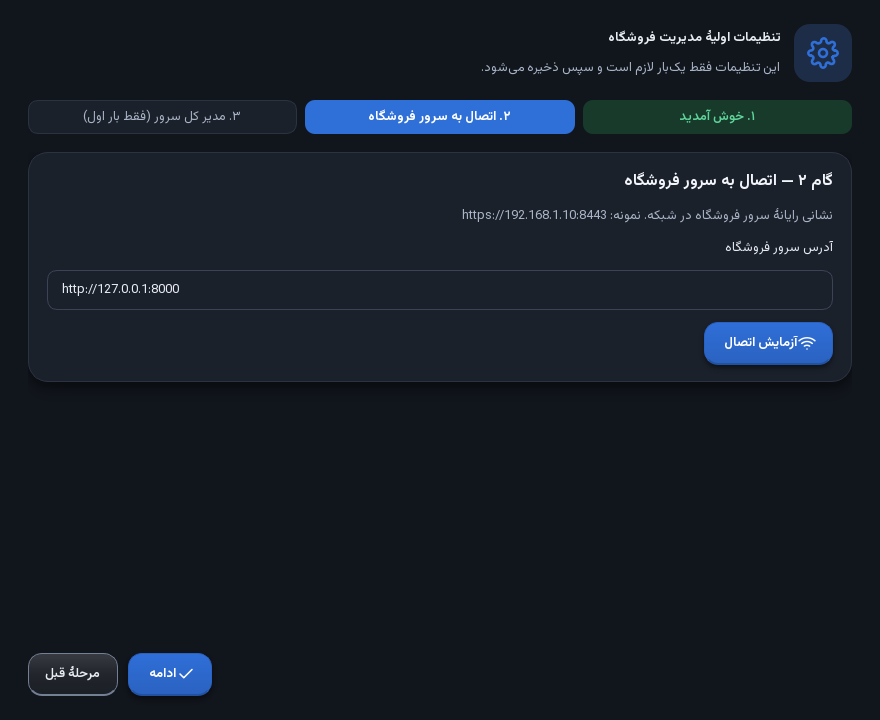 تنظیمات اولیهٔ مدیریت فروشگاه
این تنظیمات فقط یک‌بار لازم است و سپس ذخیره می‌شود.
۱. خوش آمدید
۲. اتصال به سرور فروشگاه
۳. مدیر کل سرور (فقط بار اول)
گام ۲ — اتصال به سرور فروشگاه
نشانی رایانهٔ سرور فروشگاه در شبکه. نمونه: https://192.168.1.10:8443
آدرس سرور فروشگاه
http://127.0.0.1:8000
آزمایش اتصال
ادامه
مرحلهٔ قبل